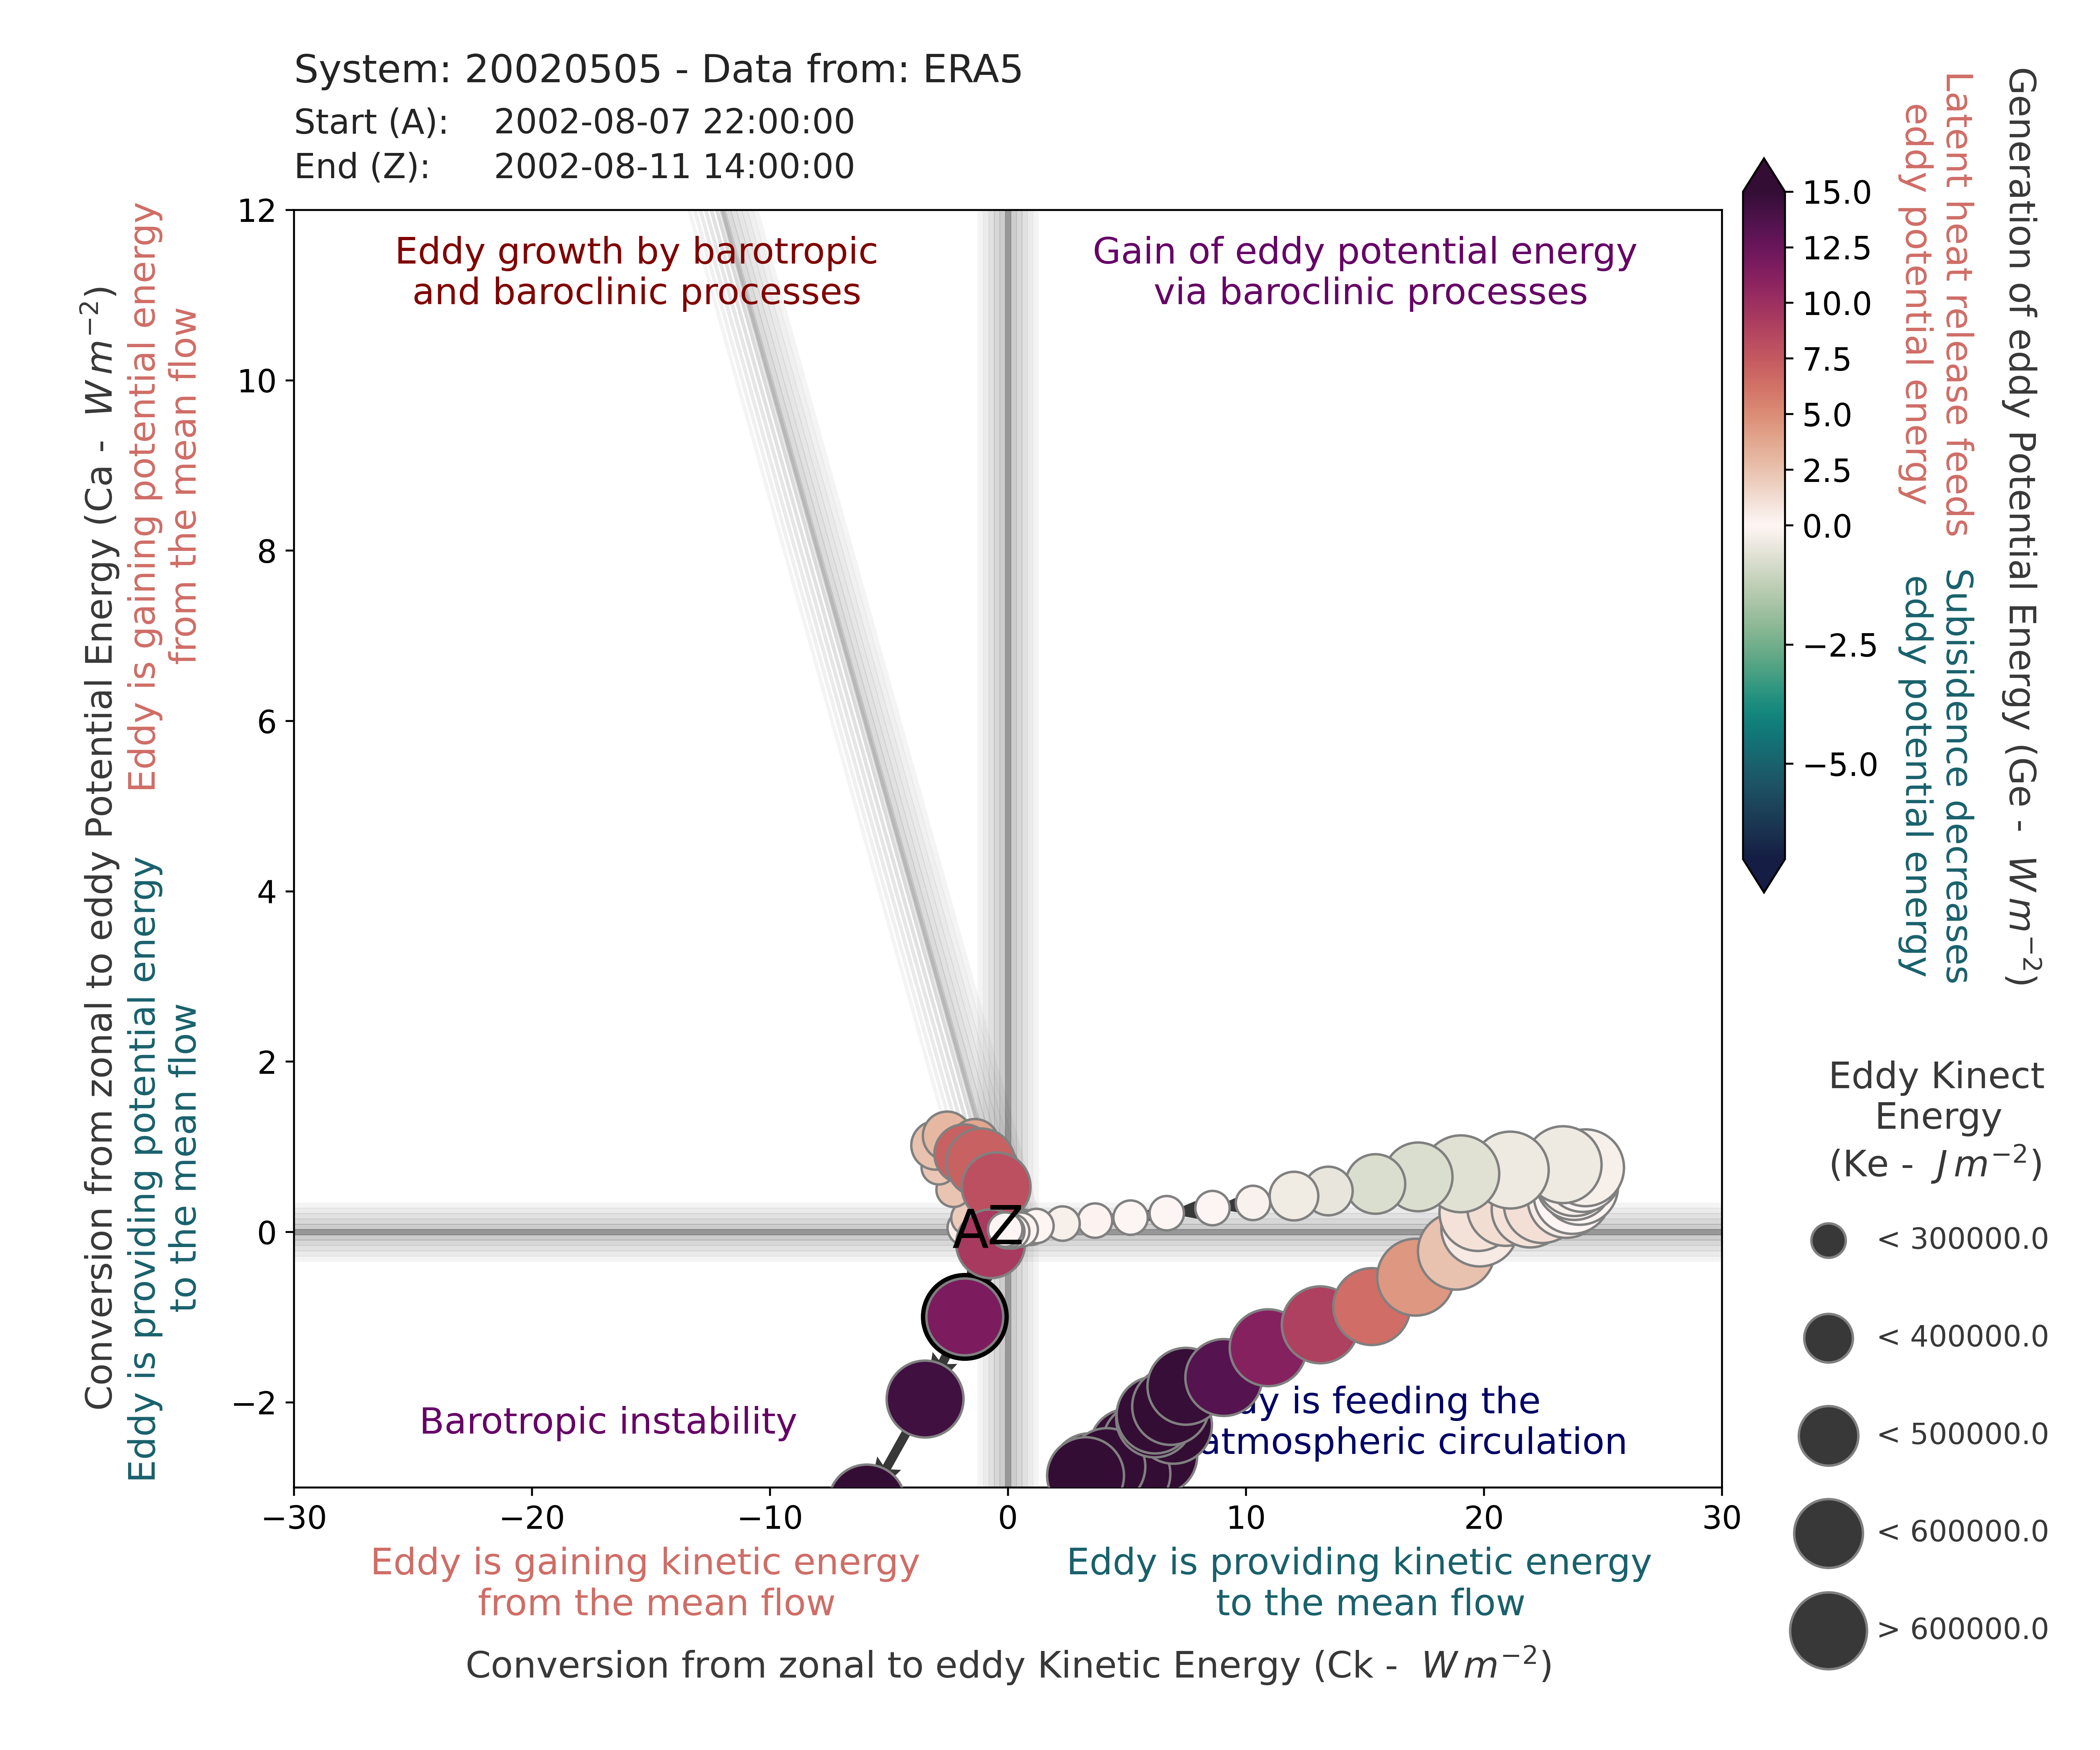 System: 20020505 - Data from: ERA5
Start (A): 2002-08-07 22:00:00
End (Z): 2002-08-11 14:00:00
Conversion from zonal to eddy Potential Energy (Ca - W m⁻²)
Eddy is gaining potential energy
from the mean flow
Eddy is providing potential energy
to the mean flow
12
10
8
6
4
2
0
−2
Eddy growth by barotropic
and baroclinic processes
Gain of eddy potential energy
via baroclinic processes
AZ
Barotropic instability
is feeding the
atmospheric circulation
−30
−20
−10
0
10
20
30
Eddy is gaining kinetic energy
from the mean flow
Eddy is providing kinetic energy
to the mean flow
Conversion from zonal to eddy Kinetic Energy (Ck - W m⁻²)
15.0
12.5
10.0
7.5
5.0
2.5
0.0
−2.5
−5.0
Latent heat release feeds
eddy potential energy
Subisidence decreases
eddy potential energy
Generation of eddy Potential Energy (Ge - W m⁻²)
Eddy Kinect
Energy
(Ke - J m⁻²)
< 300000.0
< 400000.0
< 500000.0
< 600000.0
> 600000.0